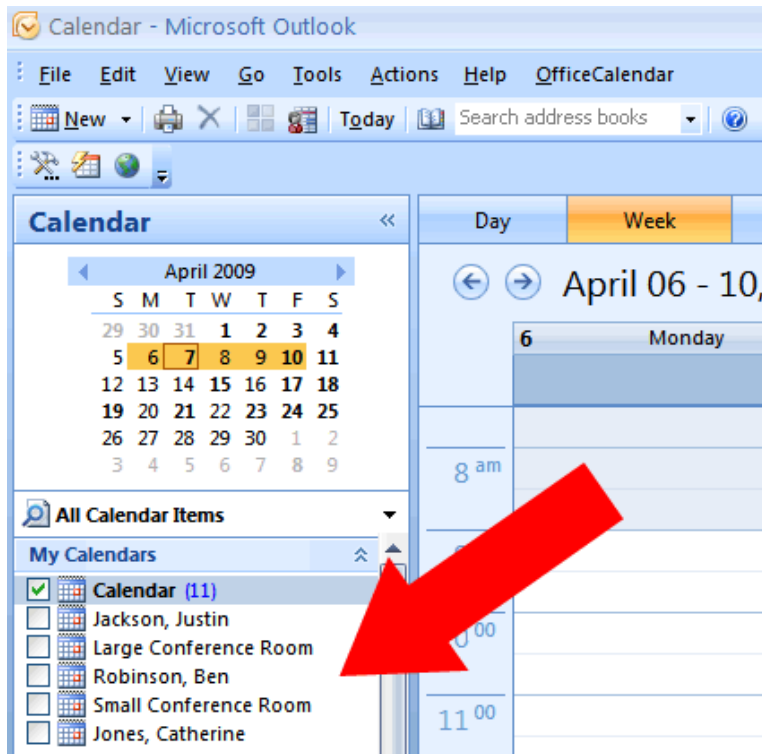 Calendar - Microsoft Outlook
File Edit View Go Tools Actions Help OfficeCalendar
New Today Search address books
Calendar «
Day Week
April 2009
April 06 - 10,
S M T W T F S
29 30 31 1 2 3 4
5 6 7 8 9 10 11
12 13 14 15 16 17 18
19 20 21 22 23 24 25
26 27 28 29 30 1 2
3 4 5 6 7 8 9
6 Monday
8 am
All Calendar Items
My Calendars
Calendar (11)
Jackson, Justin
Large Conference Room
Robinson, Ben
Small Conference Room
Jones, Catherine
00
11 00